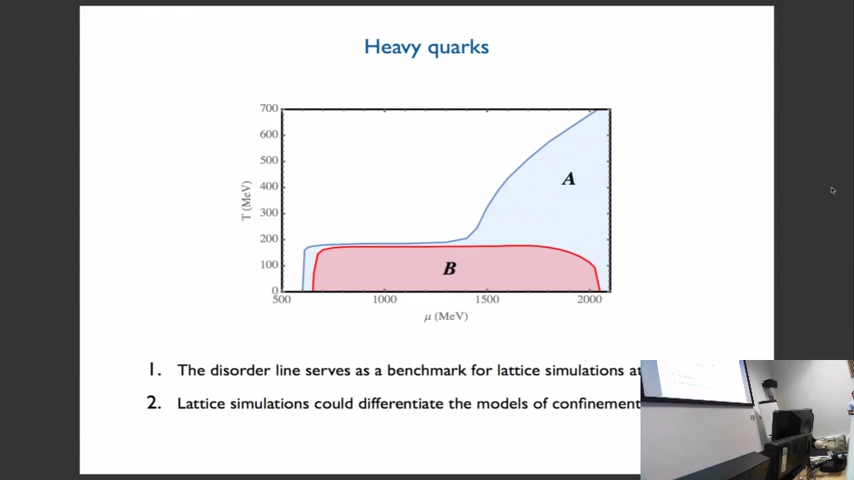 Heavy quarks
700
600
500
400
300
200
100
0
T (MeV)
A
B
500
1000
1500
2000
μ (MeV)
1. The disorder line serves as a benchmark for lattice simulations at
2. Lattice simulations could differentiate the models of confinement